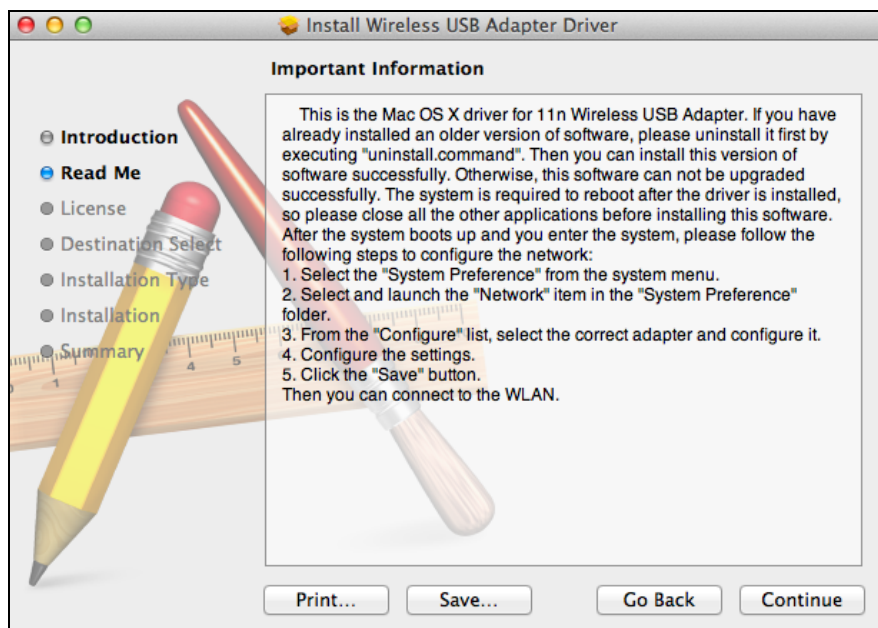 Install Wireless USB Adapter Driver
Important Information
Introduction
Read Me
License
Destination Select
Installation Type
Installation
Summary
This is the Mac OS X driver for 11n Wireless USB Adapter. If you have
already installed an older version of software, please uninstall it first by
executing "uninstall.command". Then you can install this version of
software successfully. Otherwise, this software can not be upgraded
successfully. The system is required to reboot after the driver is installed,
so please close all the other applications before installing this software.
After the system boots up and you enter the system, please follow the
following steps to configure the network:
1. Select the "System Preference" from the system menu.
2. Select and launch the "Network" item in the "System Preference"
folder.
3. From the "Configure" list, select the correct adapter and configure it.
4. Configure the settings.
5. Click the "Save" button.
Then you can connect to the WLAN.
1 4 5
Print... Save... Go Back Continue